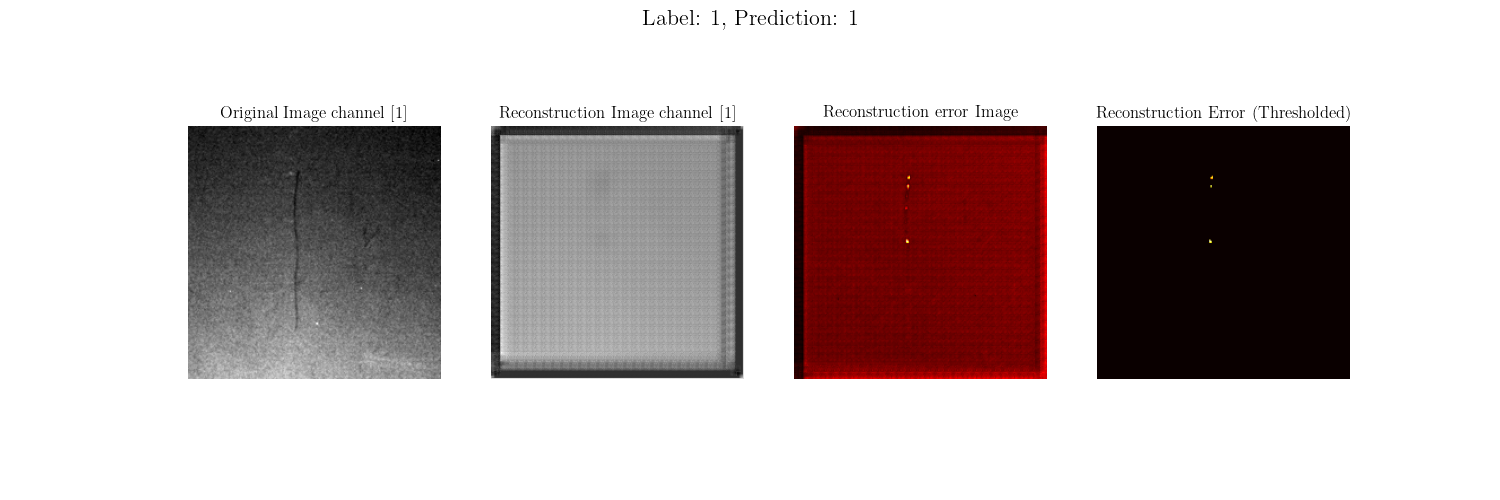 Label: 1, Prediction: 1
Original Image channel [1]
Reconstruction Image channel [1]
Reconstruction error Image
Reconstruction Error (Thresholded)